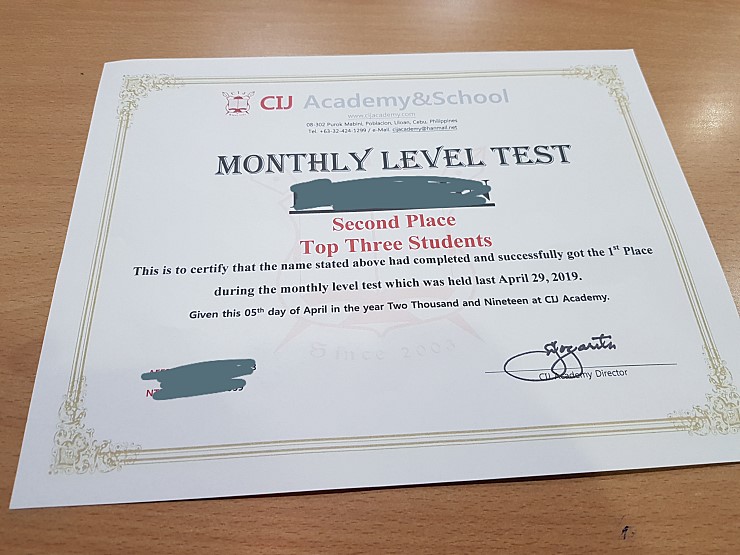 CIJ Academy&School
www.cijacademy.com
08-302 Purok Mabini, Poblacion, Liloan, Cebu, Philippines
Tel. +63-32-424-1299 / e-Mail. cijacademy@hanmail.net
MONTHLY LEVEL TEST
Second Place
Top Three Students
This is to certify that the name stated above had completed and successfully got the 1st Place
during the monthly level test which was held last April 29, 2019.
Given this 05th day of April in the year Two Thousand and Nineteen at CIJ Academy.
Since 2003
CIJ Academy Director